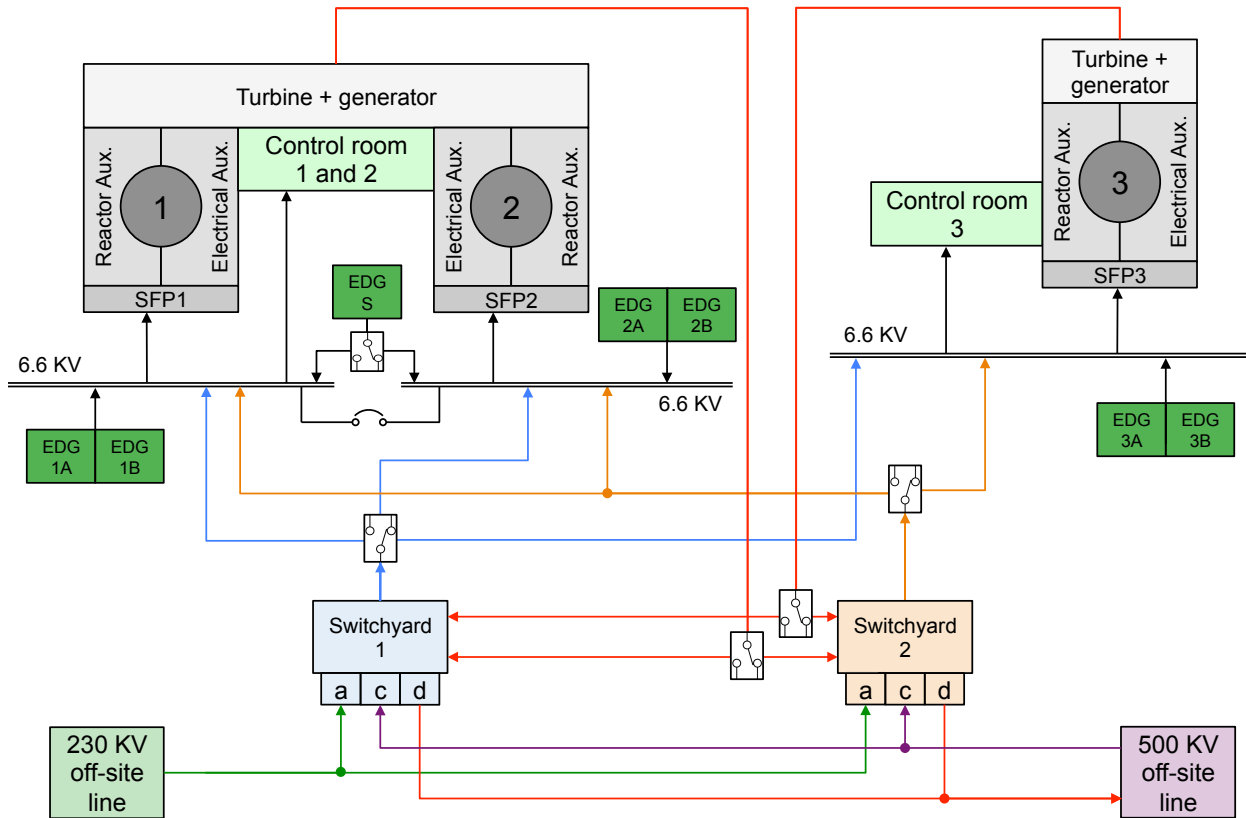 Turbine + generator
Reactor Aux.
1
Electrical Aux.
Control room
1 and 2
Electrical Aux.
2
Reactor Aux.
SFP1
SFP2
EDG
S
EDG
2A
EDG
2B
6.6 KV
6.6 KV
EDG
1A
EDG
1B
Turbine +
generator
Reactor Aux.
3
Electrical Aux.
Control room
3
SFP3
6.6 KV
EDG
3A
EDG
3B
Switchyard
1
a
c
d
Switchyard
2
a
c
d
230 KV
off-site
line
500 KV
off-site
line